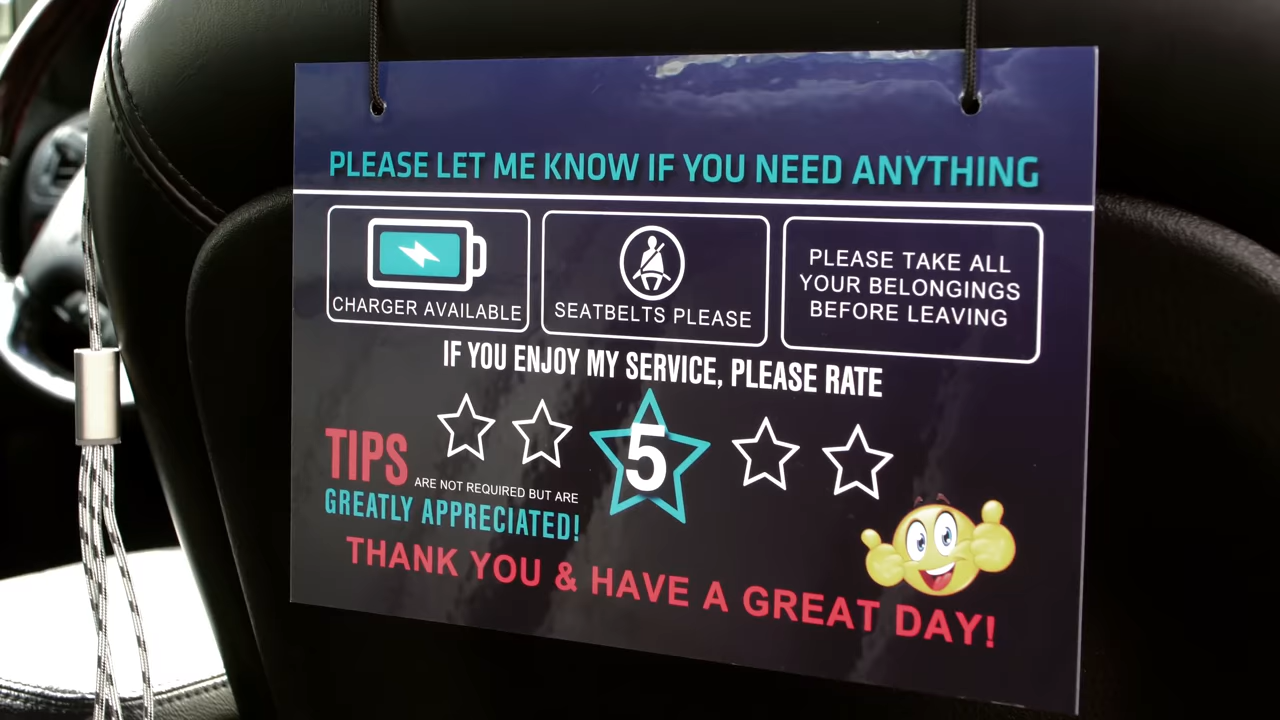 PLEASE LET ME KNOW IF YOU NEED ANYTHING
CHARGER AVAILABLE
SEATBELTS PLEASE
PLEASE TAKE ALL
YOUR BELONGINGS
BEFORE LEAVING
IF YOU ENJOY MY SERVICE, PLEASE RATE
5
TIPS ARE NOT REQUIRED BUT ARE
GREATLY APPRECIATED!
THANK YOU & HAVE A GREAT DAY!